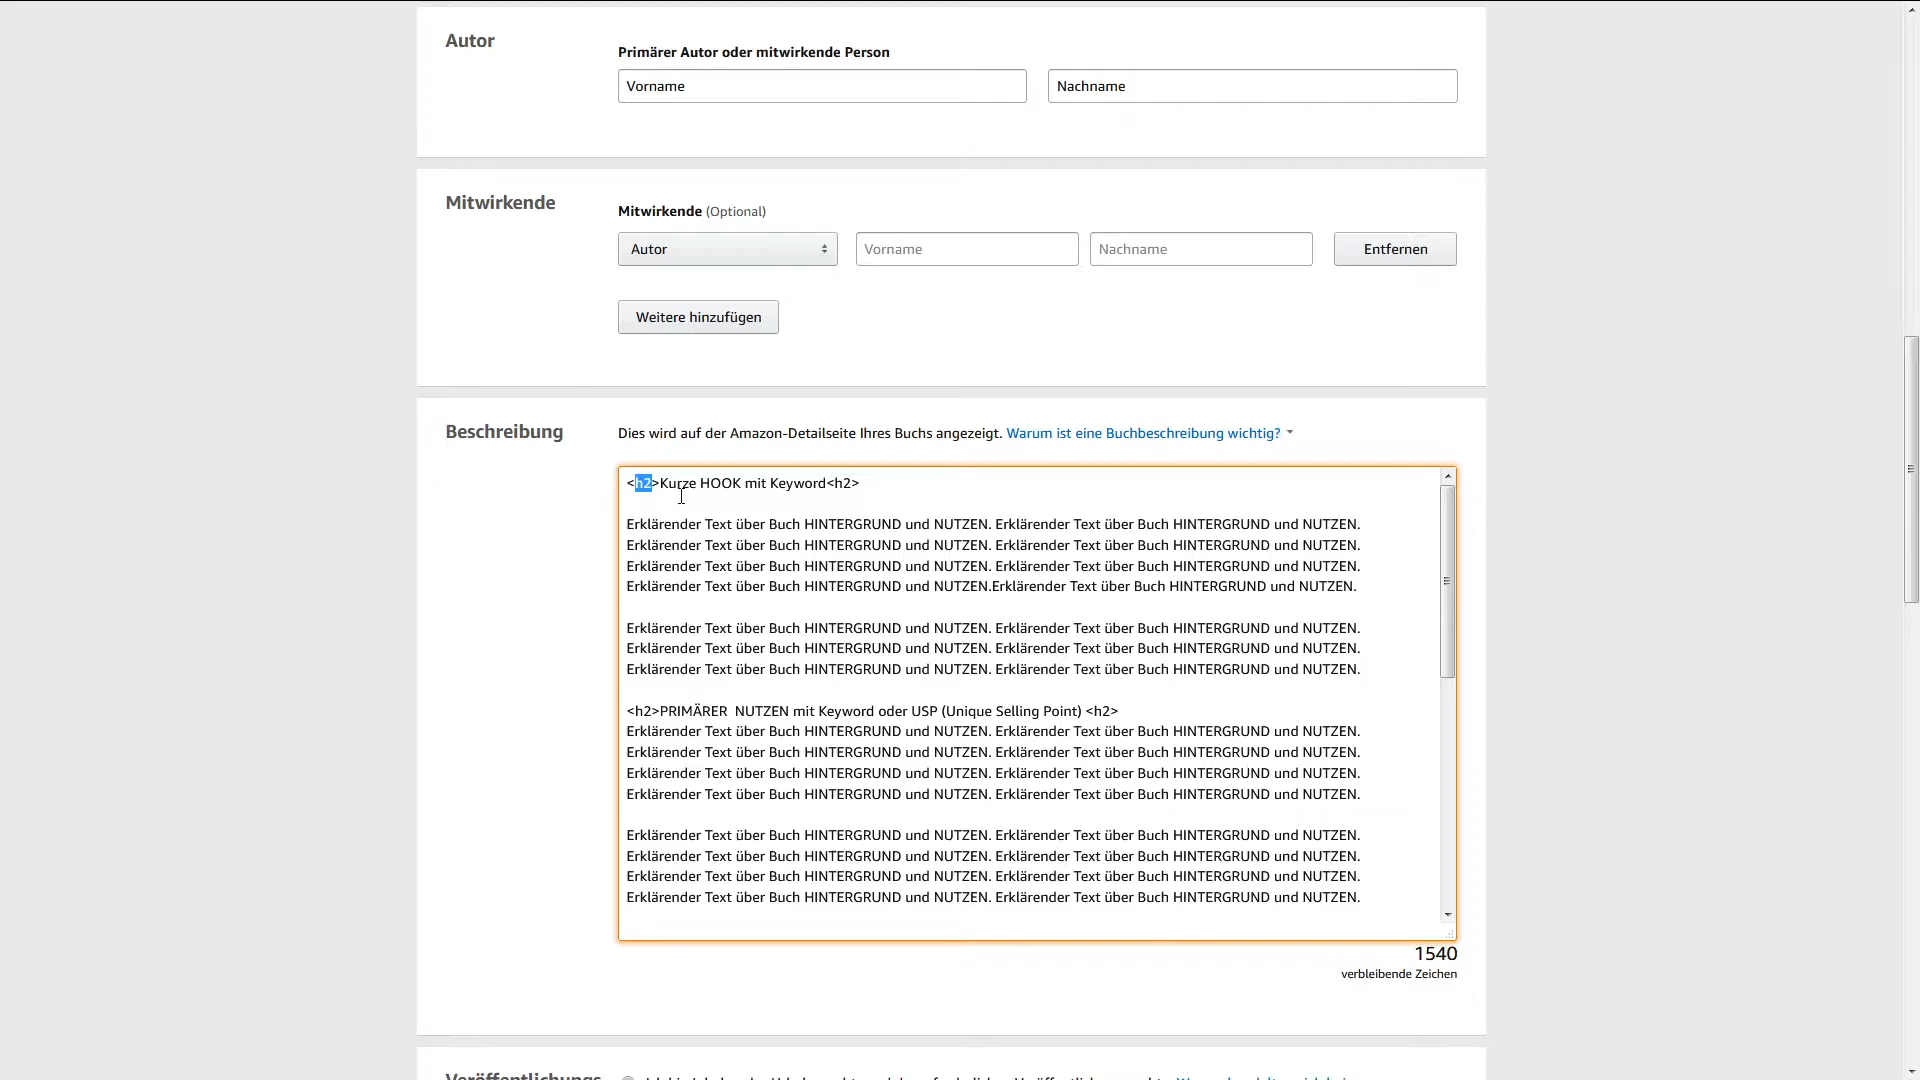 Autor
Primärer Autor oder mitwirkende Person
Vorname Nachname
Mitwirkende
Mitwirkende (Optional)
Autor Vorname Nachname Entfernen
Weitere hinzufügen
Beschreibung
Dies wird auf der Amazon-Detailseite Ihres Buchs angezeigt. Warum ist eine Buchbeschreibung wichtig?
<h2>Kurze HOOK mit Keyword<h2>
Erklärender Text über Buch HINTERGRUND und NUTZEN. Erklärender Text über Buch HINTERGRUND und NUTZEN.
Erklärender Text über Buch HINTERGRUND und NUTZEN. Erklärender Text über Buch HINTERGRUND und NUTZEN.
Erklärender Text über Buch HINTERGRUND und NUTZEN. Erklärender Text über Buch HINTERGRUND und NUTZEN.
Erklärender Text über Buch HINTERGRUND und NUTZEN.Erklärender Text über Buch HINTERGRUND und NUTZEN.
Erklärender Text über Buch HINTERGRUND und NUTZEN. Erklärender Text über Buch HINTERGRUND und NUTZEN.
Erklärender Text über Buch HINTERGRUND und NUTZEN. Erklärender Text über Buch HINTERGRUND und NUTZEN.
Erklärender Text über Buch HINTERGRUND und NUTZEN. Erklärender Text über Buch HINTERGRUND und NUTZEN.
<h2>PRIMÄRER  NUTZEN mit Keyword oder USP (Unique Selling Point) <h2>
Erklärender Text über Buch HINTERGRUND und NUTZEN. Erklärender Text über Buch HINTERGRUND und NUTZEN.
Erklärender Text über Buch HINTERGRUND und NUTZEN. Erklärender Text über Buch HINTERGRUND und NUTZEN.
Erklärender Text über Buch HINTERGRUND und NUTZEN. Erklärender Text über Buch HINTERGRUND und NUTZEN.
Erklärender Text über Buch HINTERGRUND und NUTZEN. Erklärender Text über Buch HINTERGRUND und NUTZEN.
Erklärender Text über Buch HINTERGRUND und NUTZEN. Erklärender Text über Buch HINTERGRUND und NUTZEN.
Erklärender Text über Buch HINTERGRUND und NUTZEN. Erklärender Text über Buch HINTERGRUND und NUTZEN.
Erklärender Text über Buch HINTERGRUND und NUTZEN. Erklärender Text über Buch HINTERGRUND und NUTZEN.
Erklärender Text über Buch HINTERGRUND und NUTZEN. Erklärender Text über Buch HINTERGRUND und NUTZEN.
1540
verbleibende Zeichen
Veröffentlichungs